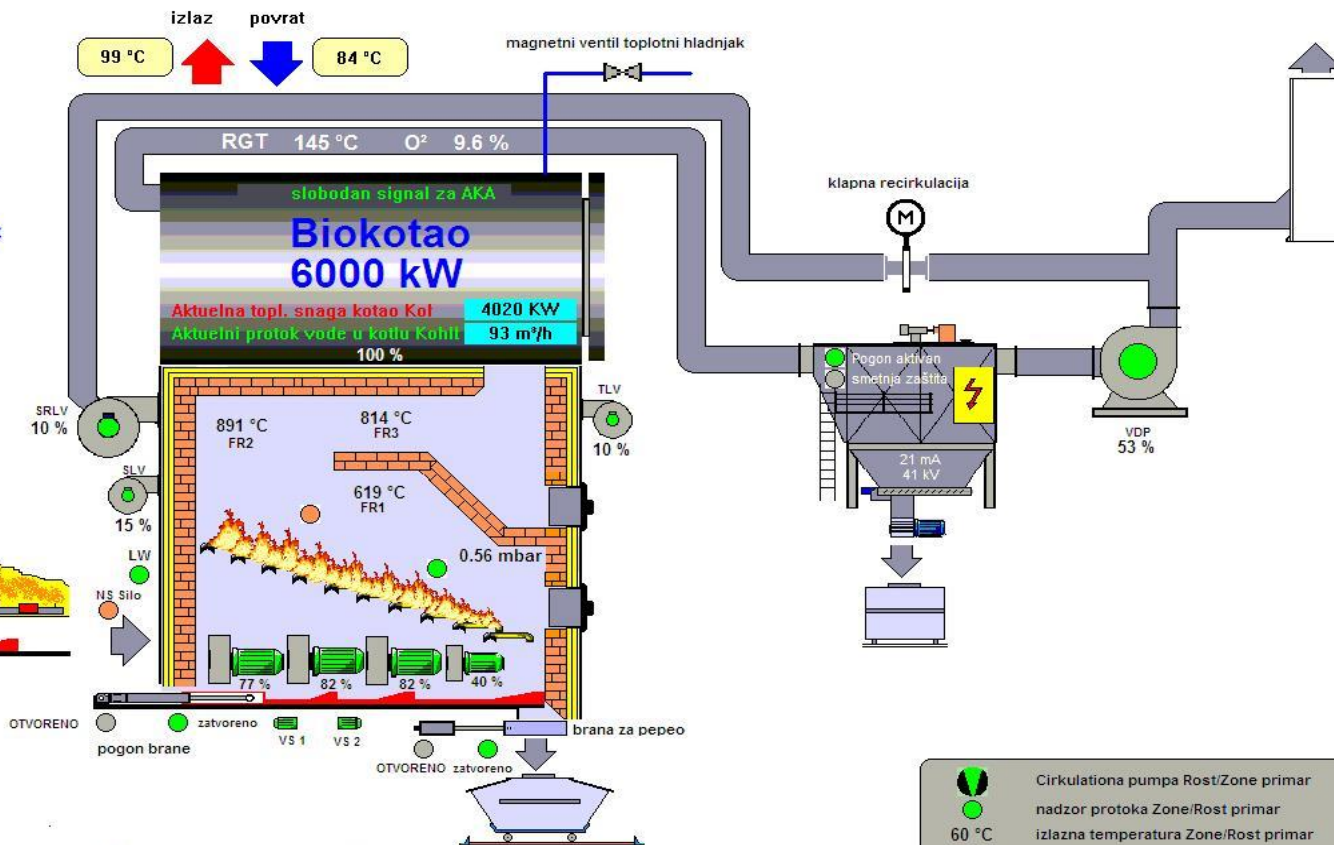 izlaz povrat
99 °C 84 °C
magnetni ventil toplotni hladnjak
RGT 145 °C O² 9.6 %
slobodan signal za AKA
Biokotao
6000 kW
Aktuelna topl. snaga kotao Kol 4020 KW
Aktuelni protok vode u kotlu Kohlt 93 m³/h
100 %
klapna recirkulacija
M
Pogon aktivan
smetnja zaštita
21 mA
41 kV
VDP
53 %
SRLV
10 %
TLV
10 %
891 °C
FR2
814 °C
FR3
619 °C
FR1
SLV
15 %
0.56 mbar
LW
NS Silo
77 % 82 % 82 % 40 %
OTVORENO zatvoreno
pogon brane
VS 1 VS 2
brana za pepeo
OTVORENO zatvoreno
Cirkulationa pumpa Rost/Zone primar
nadzor protoka Zone/Rost primar
60 °C izlazna temperatura Zone/Rost primar